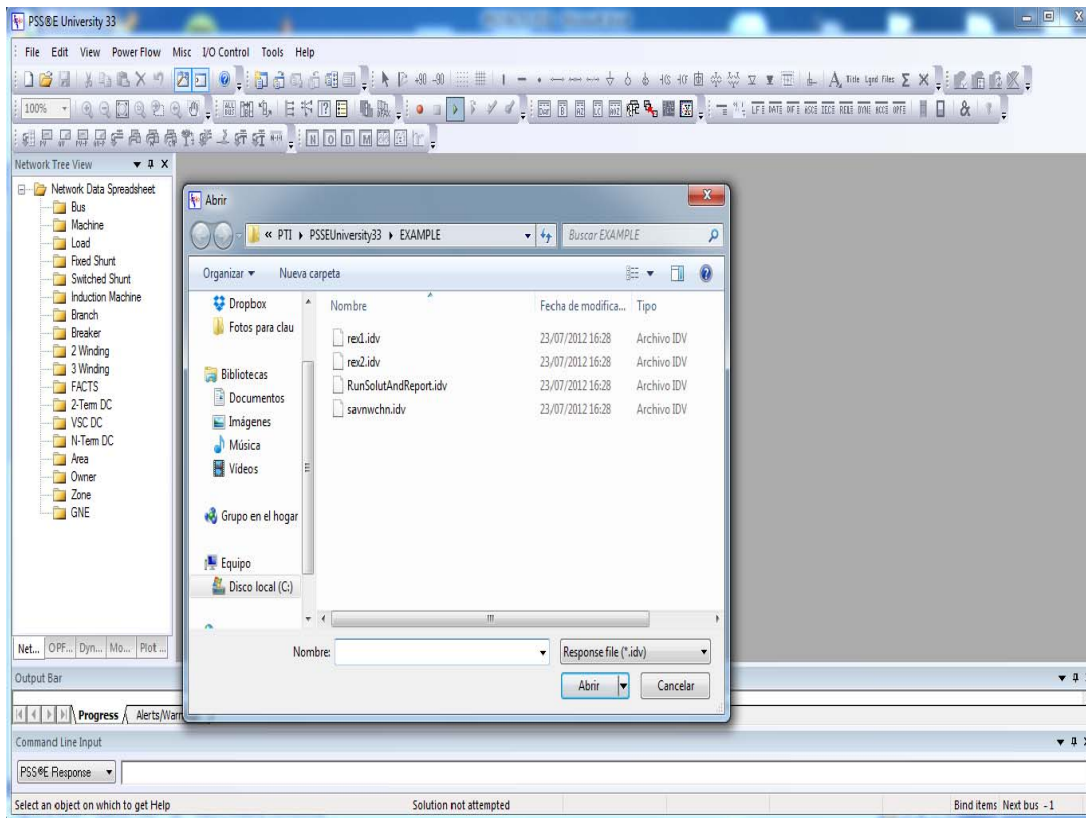 PSS®E University 33
File Edit View Power Flow Misc I/O Control Tools Help
+90 -90
Title
100%
N O D M
Network Tree View
Network Data Spreadsheet
Bus
Machine
Load
Fixed Shunt
Switched Shunt
Induction Machine
Branch
Breaker
2 Winding
3 Winding
FACTS
2-Term DC
VSC DC
N-Term DC
Area
Owner
Zone
GNE
Net... OPF... Dyn... Mo... Plot ...
Abrir
« PTI ▸ PSSEUniversity33 ▸ EXAMPLE
Buscar EXAMPLE
Organizar Nueva carpeta
Dropbox
Fotos para clau
Bibliotecas
Documentos
Imágenes
Música
Vídeos
Grupo en el hogar
Equipo
Disco local (C:)
Nombre Fecha de modifica... Tipo
rex1.idv 23/07/2012 16:28 Archivo IDV
rex2.idv 23/07/2012 16:28 Archivo IDV
RunSolutAndReport.idv 23/07/2012 16:28 Archivo IDV
savnwchn.idv 23/07/2012 16:28 Archivo IDV
Nombre:
Response file (*.idv)
Abrir Cancelar
Output Bar
Progress Alerts/Warn
Command Line Input
PSS®E Response
Select an object on which to get Help Solution not attempted Bind items Next bus - 1